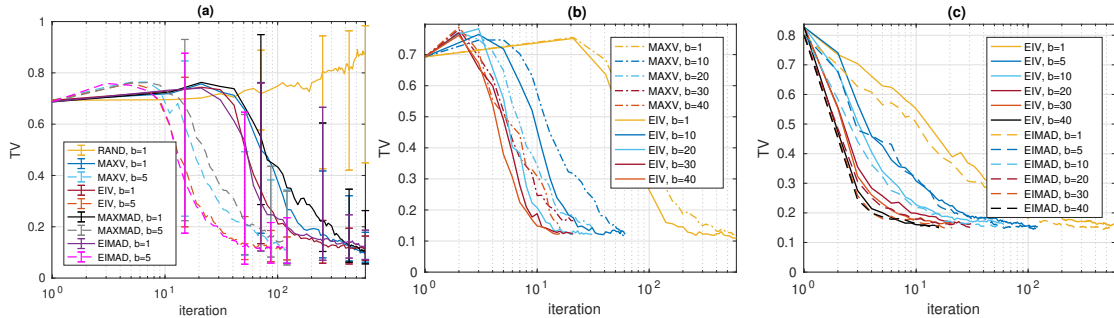 (a)
TV
1
0.8
0.6
0.4
0.2
0
RAND, b=1
MAXV, b=1
MAXV, b=5
EIV, b=1
EIV, b=5
MAXMAD, b=1
MAXMAD, b=5
EIMAD, b=1
EIMAD, b=5
10^0
10^1
10^2
iteration
(b)
0.7
0.6
0.5
0.4
0.3
0.2
0.1
0
MAXV, b=1
MAXV, b=10
MAXV, b=20
MAXV, b=30
MAXV, b=40
EIV, b=1
EIV, b=10
EIV, b=20
EIV, b=30
EIV, b=40
10^0
10^1
10^2
iteration
(c)
TV
0.8
0.7
0.6
0.5
0.4
0.3
0.2
0.1
0
EIV, b=1
EIV, b=5
EIV, b=10
EIV, b=20
EIV, b=30
EIV, b=40
EIMAD, b=1
EIMAD, b=5
EIMAD, b=10
EIMAD, b=20
EIMAD, b=30
EIMAD, b=40
10^0
10^1
10^2
iteration